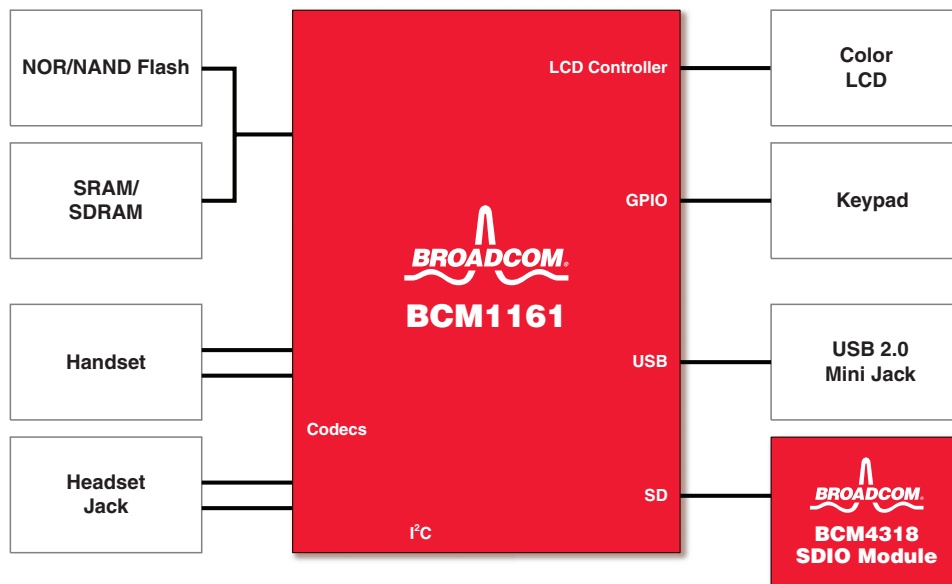 NOR/NAND Flash
SRAM/
SDRAM
Handset
Headset
Jack
LCD Controller
GPIO
BROADCOM®
BCM1161
USB
Codecs
SD
I²C
Color
LCD
Keypad
USB 2.0
Mini Jack
BROADCOM®
BCM4318
SDIO Module